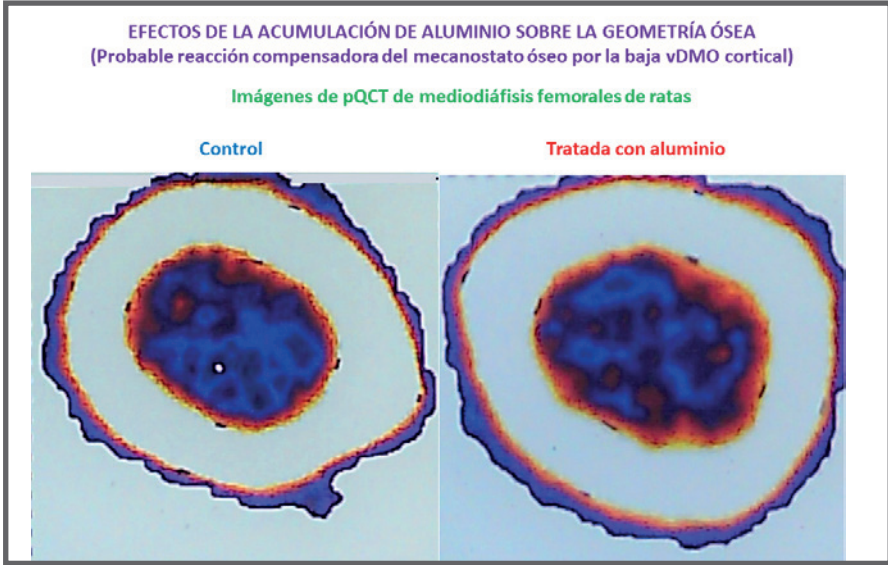 EFECTOS DE LA ACUMULACIÓN DE ALUMINIO SOBRE LA GEOMETRÍA ÓSEA
(Probable reacción compensadora del mecanostato óseo por la baja vDMO cortical)
Imágenes de pQCT de mediodiáfisis femorales de ratas
Control
Tratada con aluminio